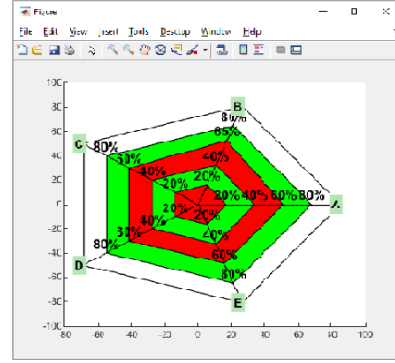 Figure
File Edit View Insert Tools Desktop Window Help
100
80
60
40
20
0
-20
-40
-60
-80
-100
-80 -60 -40 -20 0 20 40 60 80 100
B
80%
65%
C 80%
60% 40%
40% 20%
20%
20% 40% 60% 80% A
20% 20%
40% 40%
30% 60%
80% 80%
D
E